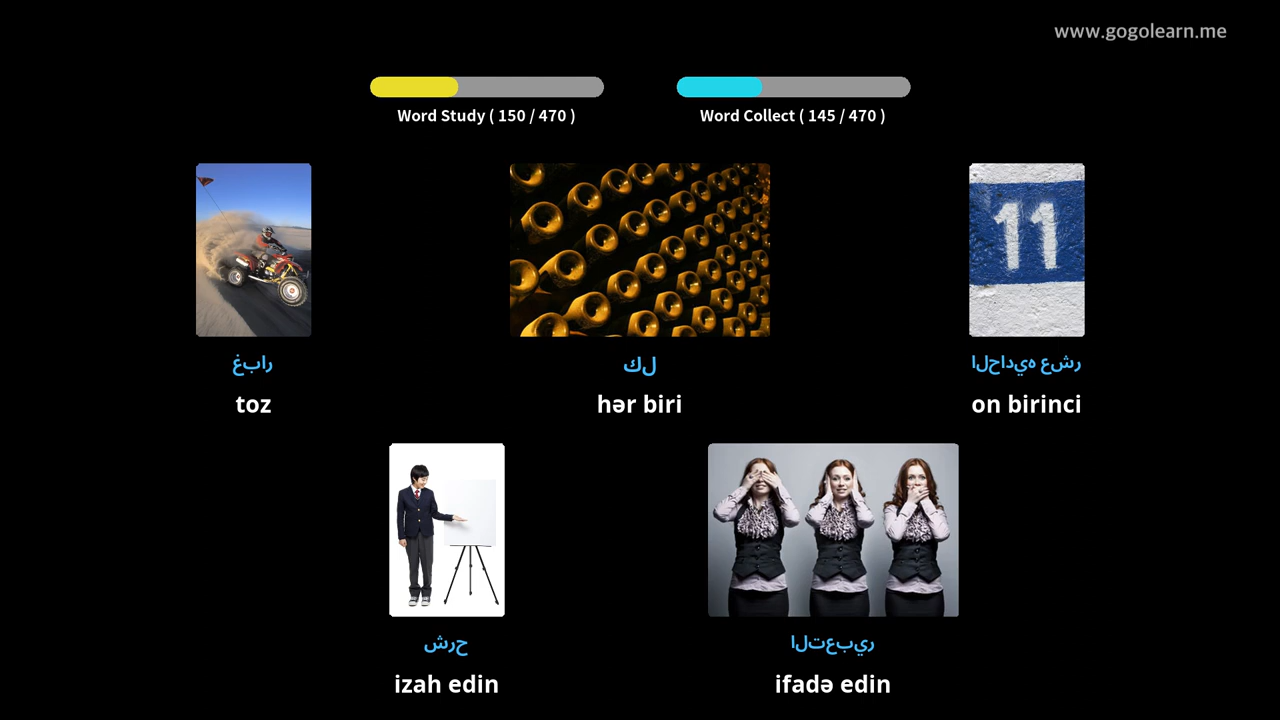 www.gogolearn.me
Word Study ( 150 / 470 )
Word Collect ( 145 / 470 )
غبار
كل
الحاديه عشر
toz
hər biri
on birinci
شرح
التعبير
izah edin
ifadə edin